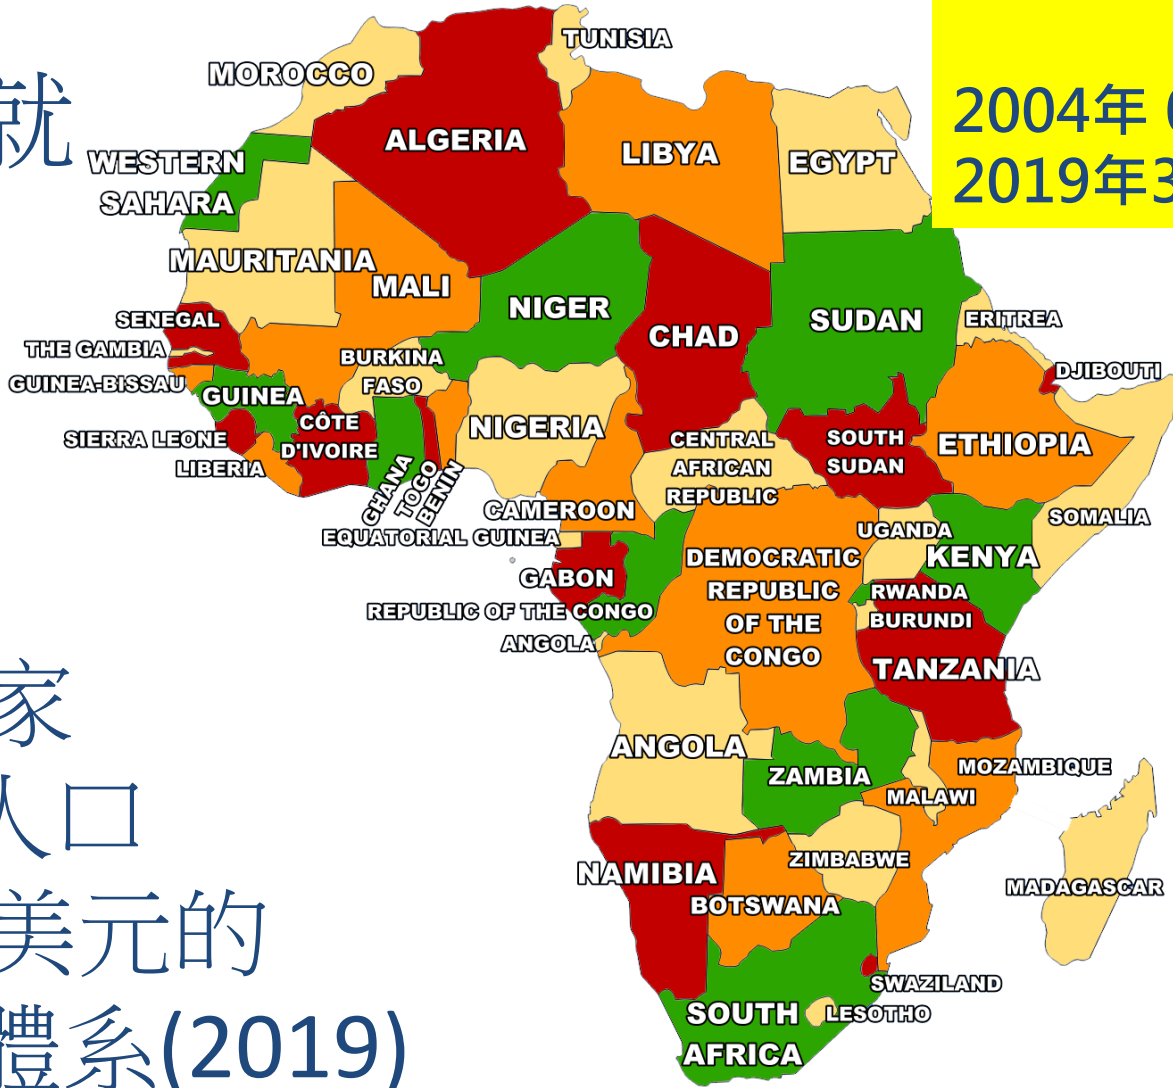 就
2004年 (
2019年3
TUNISIA
MOROCCO
ALGERIA
LIBYA
EGYPT
WESTERN
SAHARA
MAURITANIA
MALI
NIGER
CHAD
SUDAN
ERITREA
SENEGAL
THE GAMBIA
GUINEA-BISSAU
GUINEA
BURKINA
FASO
DJIBOUTI
SIERRA LEONE
LIBERIA
CÔTE
D'IVOIRE
GHANA
TOGO
BENIN
NIGERIA
CENTRAL
AFRICAN
REPUBLIC
SOUTH
SUDAN
ETHIOPIA
CAMEROON
SOMALIA
EQUATORIAL GUINEA
UGANDA
KENYA
GABON
DEMOCRATIC
REPUBLIC
OF THE
CONGO
RWANDA
BURUNDI
REPUBLIC OF THE CONGO
ANGOLA
TANZANIA
家
人口
美元的
體系(2019)
ANGOLA
ZAMBIA
MOZAMBIQUE
MALAWI
NAMIBIA
ZIMBABWE
BOTSWANA
MADAGASCAR
SWAZILAND
SOUTH
AFRICA
LESOTHO